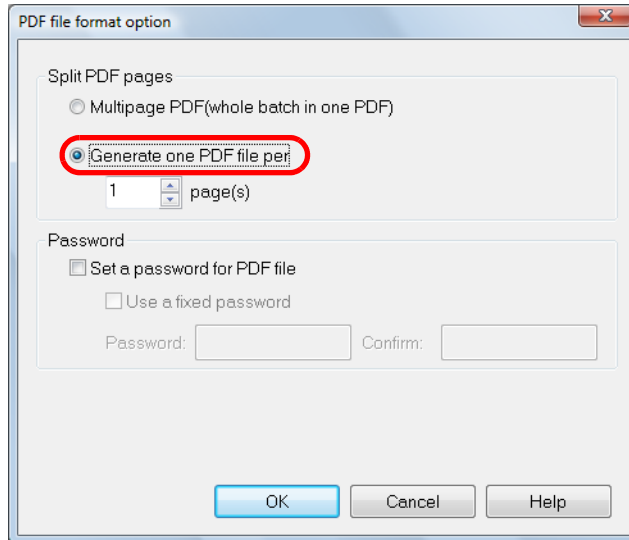 PDF file format option
Split PDF pages
Multipage PDF(whole batch in one PDF)
Generate one PDF file per
1 page(s)
Password
Set a password for PDF file
Use a fixed password
Password: Confirm:
OK Cancel Help